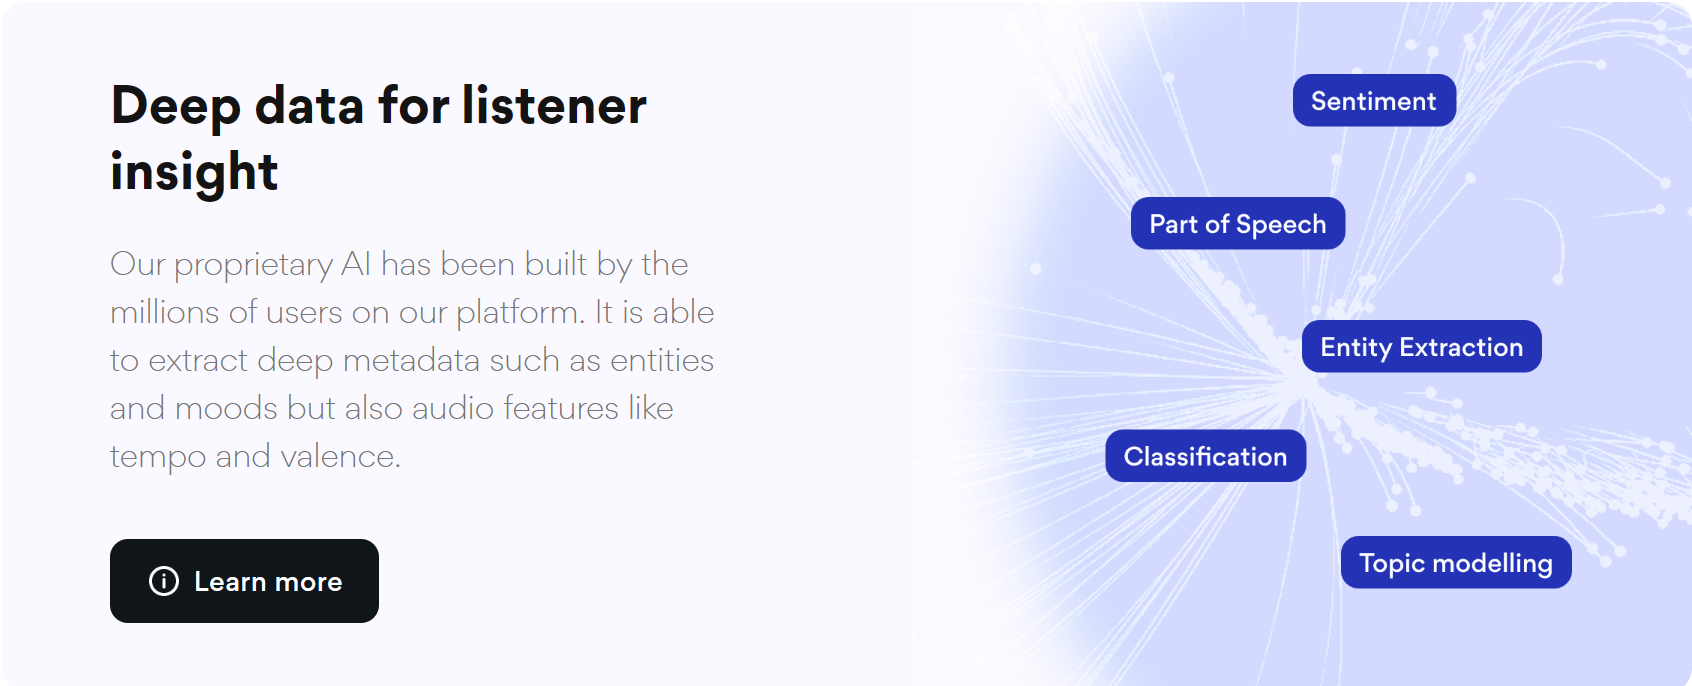 Deep data for listener
insight
Our proprietary AI has been built by the
millions of users on our platform. It is able
to extract deep metadata such as entities
and moods but also audio features like
tempo and valence.
Learn more
Sentiment
Part of Speech
Entity Extraction
Classification
Topic modelling